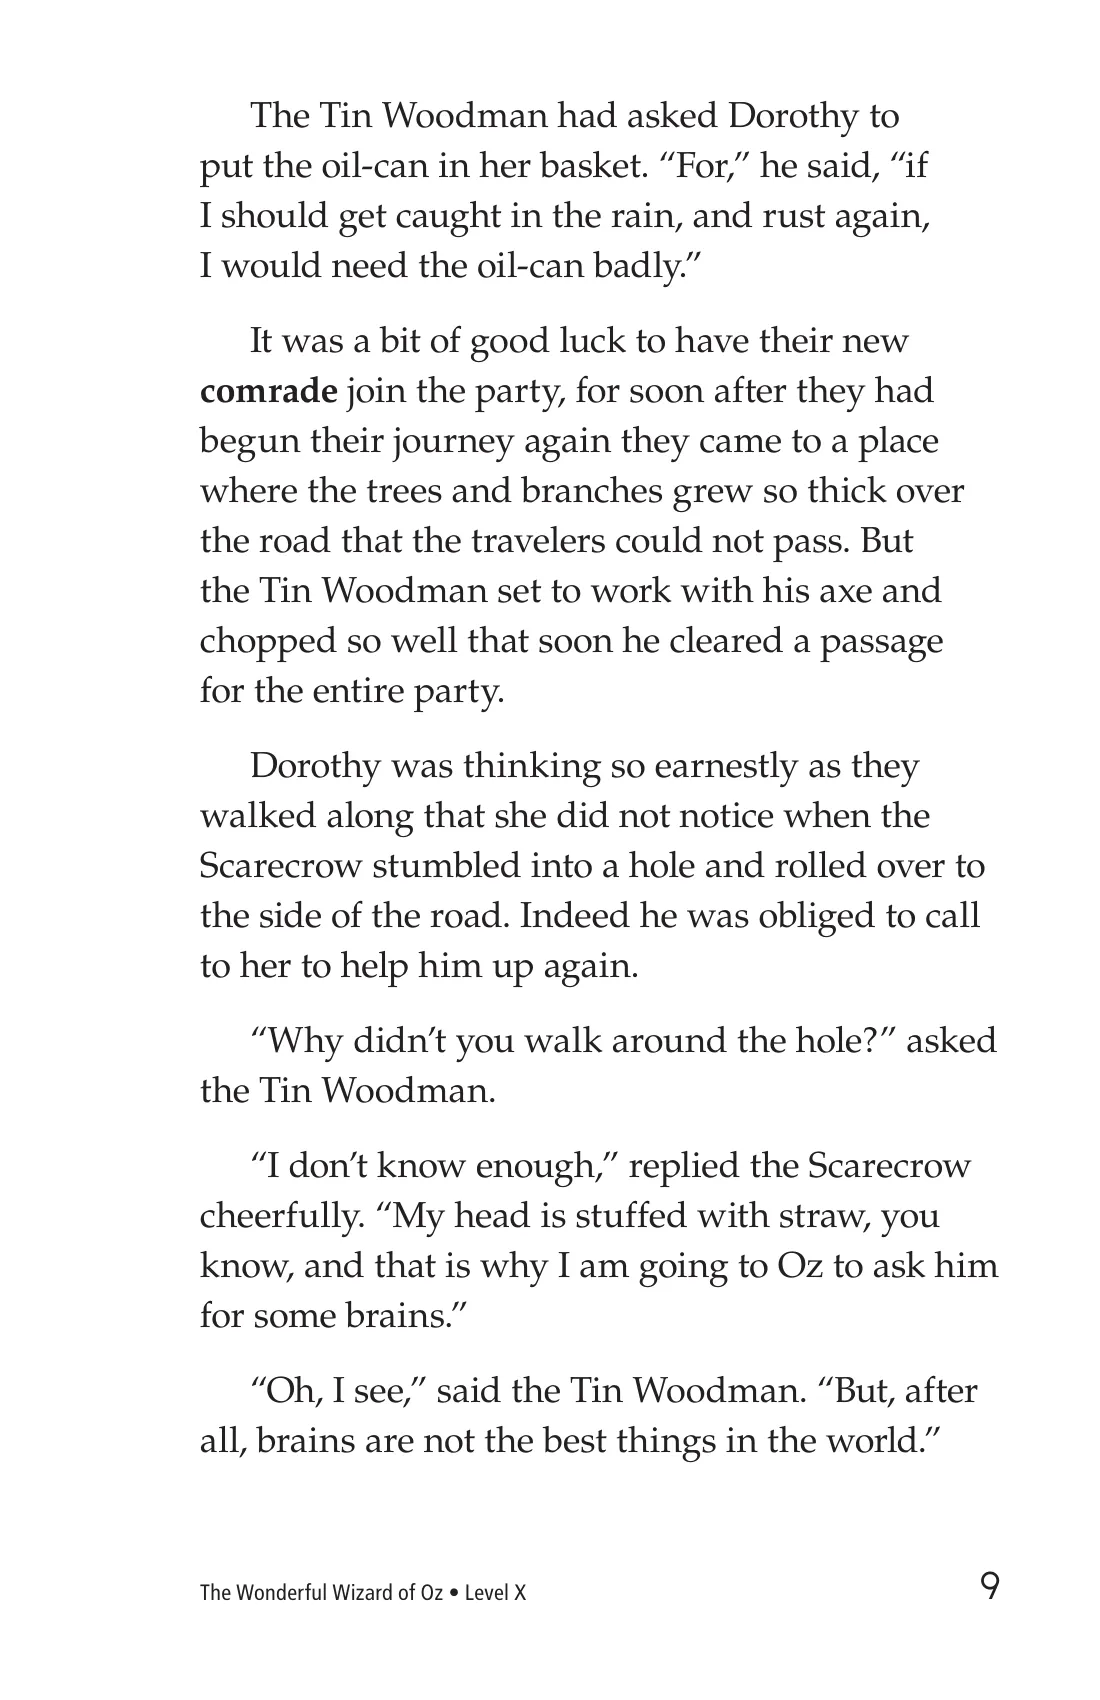 The Tin Woodman had asked Dorothy to
put the oil-can in her basket. “For,” he said, “if
I should get caught in the rain, and rust again,
I would need the oil-can badly.”
It was a bit of good luck to have their new
comrade join the party, for soon after they had
begun their journey again they came to a place
where the trees and branches grew so thick over
the road that the travelers could not pass. But
the Tin Woodman set to work with his axe and
chopped so well that soon he cleared a passage
for the entire party.
Dorothy was thinking so earnestly as they
walked along that she did not notice when the
Scarecrow stumbled into a hole and rolled over to
the side of the road. Indeed he was obliged to call
to her to help him up again.
“Why didn’t you walk around the hole?” asked
the Tin Woodman.
“I don’t know enough,” replied the Scarecrow
cheerfully. “My head is stuffed with straw, you
know, and that is why I am going to Oz to ask him
for some brains.”
“Oh, I see,” said the Tin Woodman. “But, after
all, brains are not the best things in the world.”
The Wonderful Wizard of Oz • Level X 9